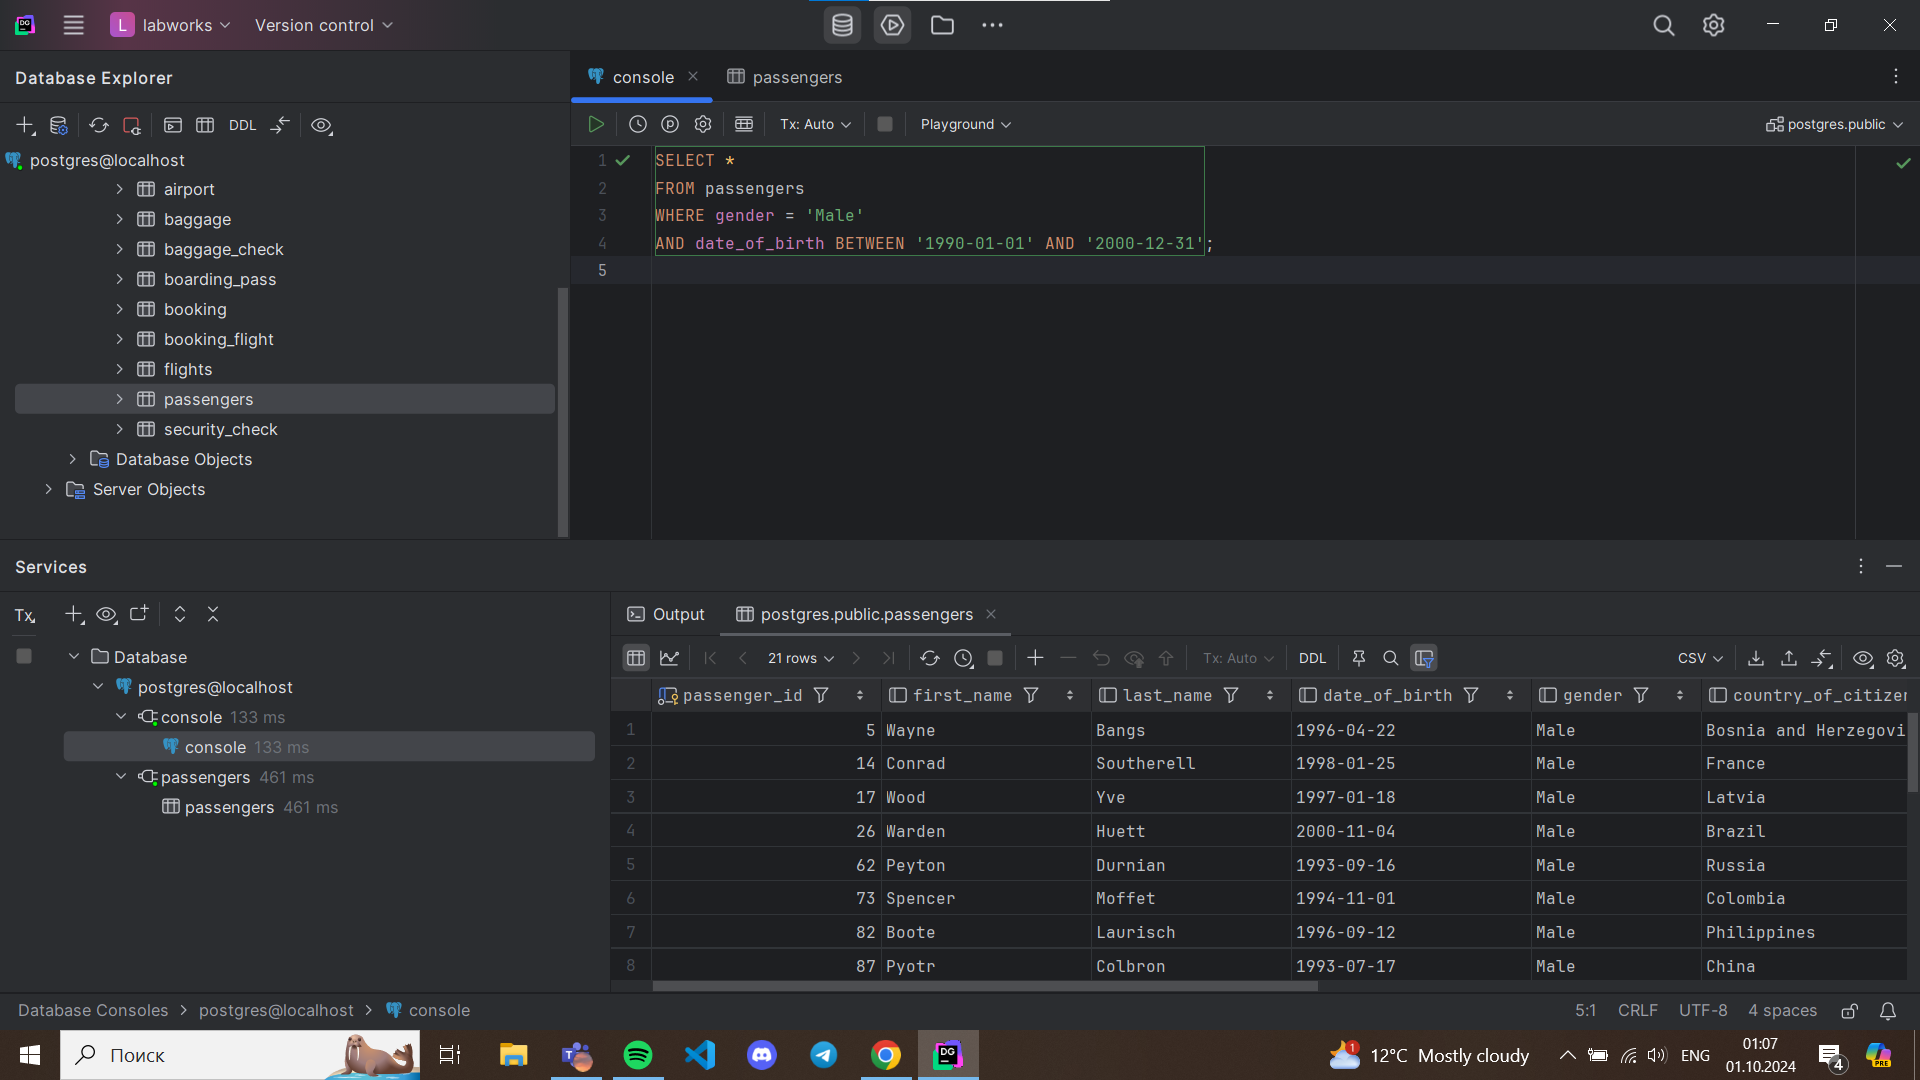 L labworks Version control
Database Explorer
console passengers
DDL
Tx: Auto Playground postgres.public
postgres@localhost
airport
baggage
baggage_check
boarding_pass
booking
booking_flight
flights
passengers
security_check
Database Objects
Server Objects
1 SELECT *
2 FROM passengers
3 WHERE gender = 'Male'
4 AND date_of_birth BETWEEN '1990-01-01' AND '2000-12-31';
5
Services
Tx
Database
postgres@localhost
console 133 ms
console 133 ms
passengers 461 ms
passengers 461 ms
Output postgres.public.passengers
21 rows Tx: Auto DDL CSV
passenger_id first_name last_name date_of_birth gender country_of_citizer
1 5 Wayne Bangs 1996-04-22 Male Bosnia and Herzegovi
2 14 Conrad Southerell 1998-01-25 Male France
3 17 Wood Yve 1997-01-18 Male Latvia
4 26 Warden Huett 2000-11-04 Male Brazil
5 62 Peyton Durnian 1993-09-16 Male Russia
6 73 Spencer Moffet 1994-11-01 Male Colombia
7 82 Boote Laurisch 1996-09-12 Male Philippines
8 87 Pyotr Colbron 1993-07-17 Male China
Database Consoles > postgres@localhost > console
5:1 CRLF UTF-8 4 spaces
Поиск
DG
1
12°C Mostly cloudy
ENG
01:07
01.10.2024
4
PRE